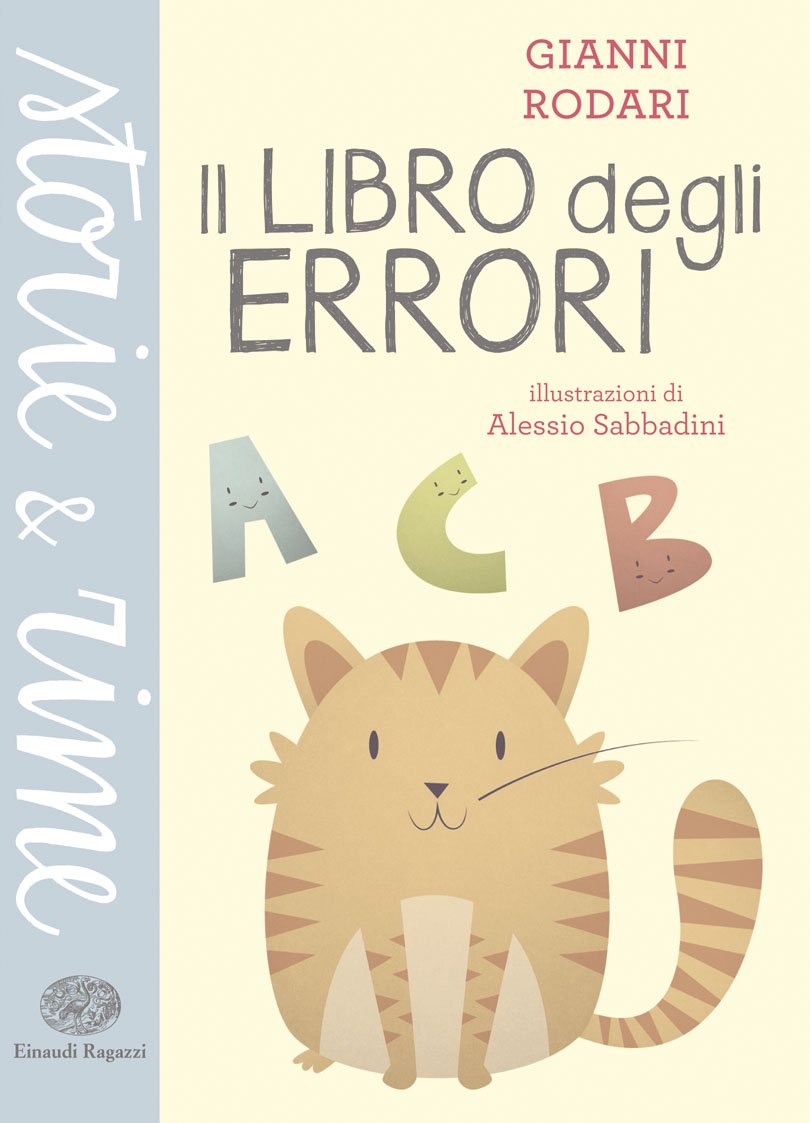 storie & rime
GIANNI
RODARI
Il LIBRO degli
ERRORI
illustrazioni di
Alessio Sabbadini
A C B
Einaudi Ragazzi